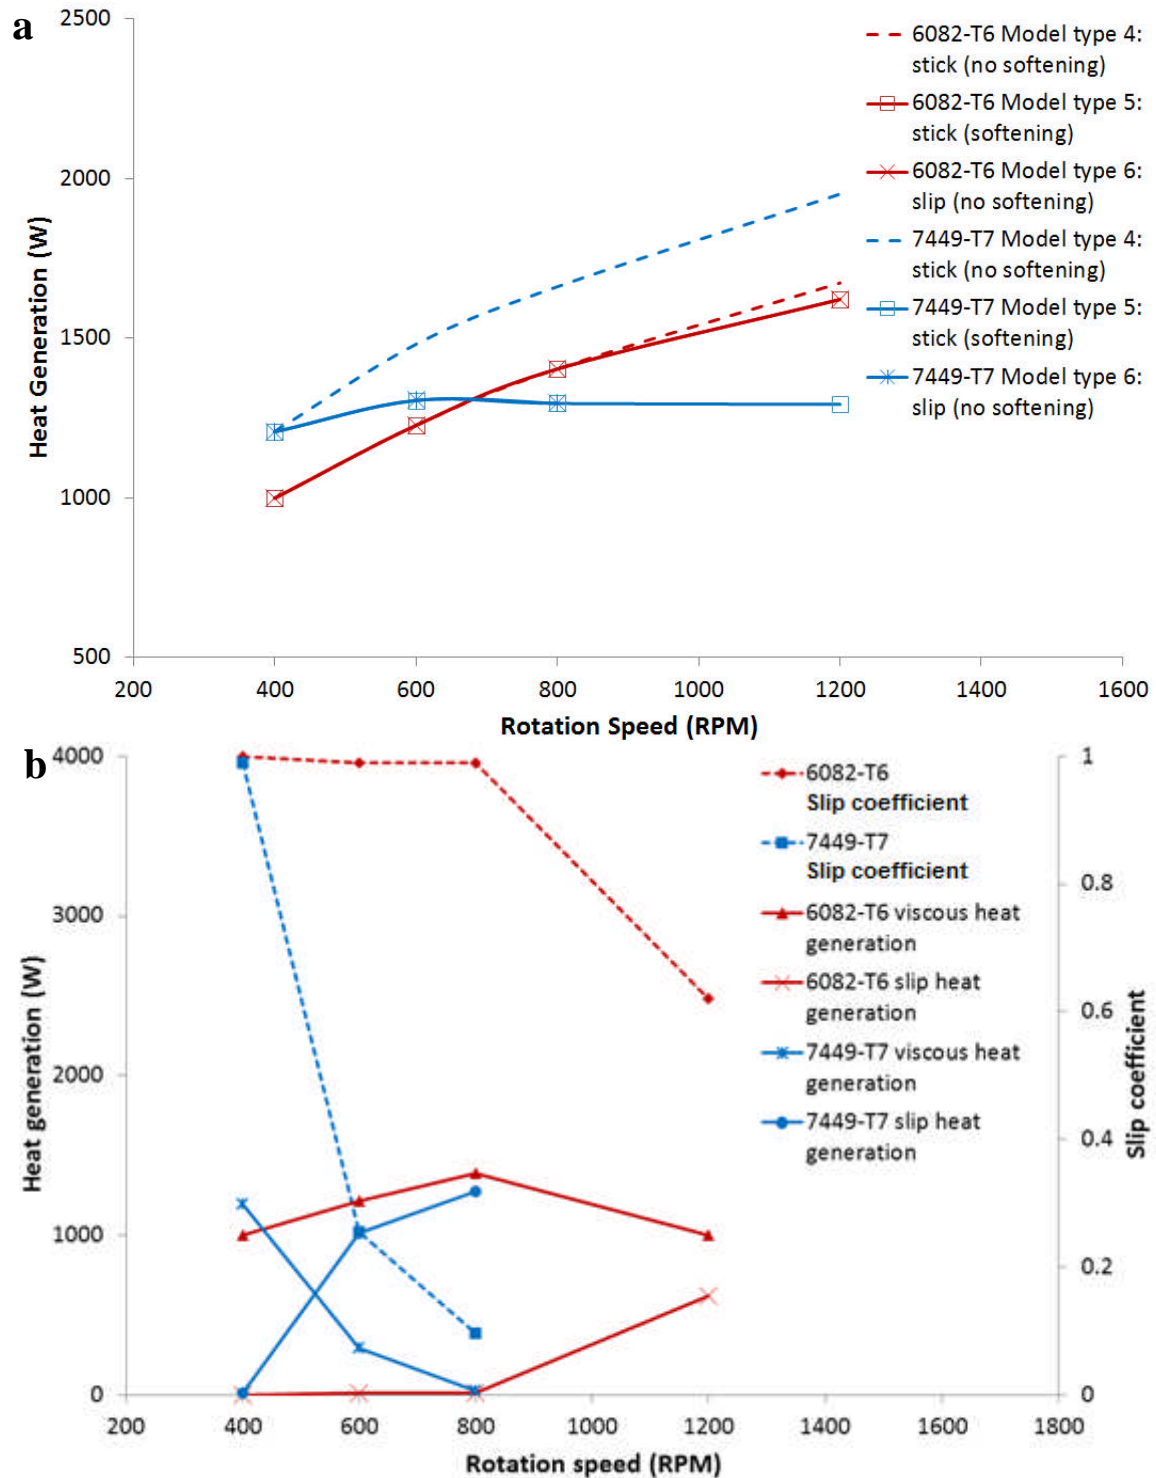 a
2500
2000
1500
1000
500
200 400 600 800 1000 1200 1400 1600
Heat Generation (W)
Rotation Speed (RPM)
6082-T6 Model type 4:
stick (no softening)
6082-T6 Model type 5:
stick (softening)
6082-T6 Model type 6:
slip (no softening)
7449-T7 Model type 4:
stick (no softening)
7449-T7 Model type 5:
stick (softening)
7449-T7 Model type 6:
slip (no softening)
b
4000
3000
2000
1000
0
200 400 600 800 1000 1200 1400 1600 1800
1
0.8
0.6
0.4
0.2
0
Heat generation (W)
Slip coefficient
Rotation speed (RPM)
6082-T6
Slip coefficient
7449-T7
Slip coefficient
6082-T6 viscous heat
generation
6082-T6 slip heat
generation
7449-T7 viscous heat
generation
7449-T7 slip heat
generation